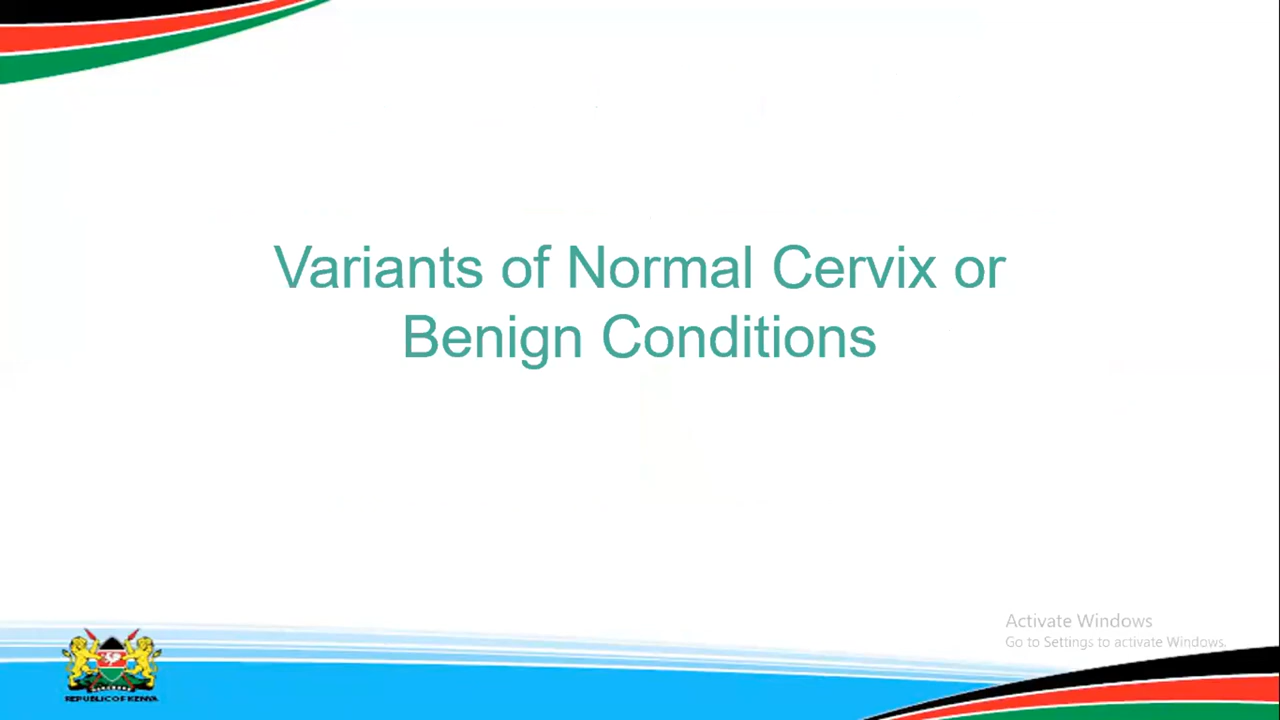 Variants of Normal Cervix or
Benign Conditions
Activate Windows
Go to Settings to activate Windows.
REPUBLIC OF KENYA